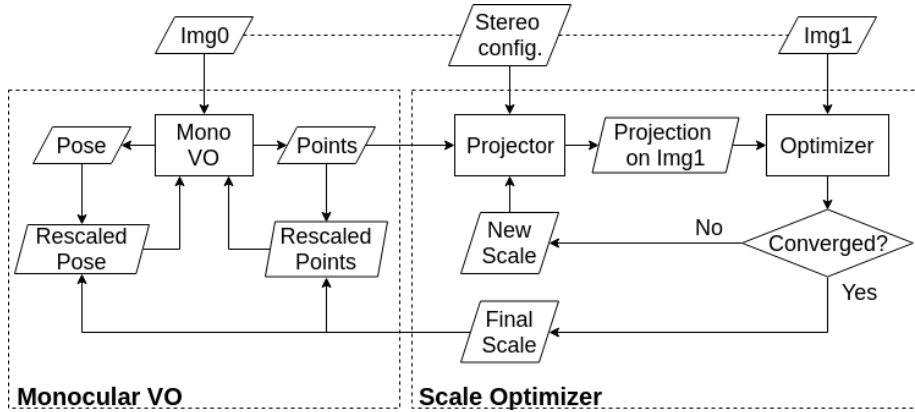 Img0
Stereo
config.
Img1
Pose
Mono
VO
Points
Projector
Projection
on Img1
Optimizer
Rescaled
Pose
Rescaled
Points
New
Scale
No
Converged?
Yes
Final
Scale
Monocular VO
Scale Optimizer